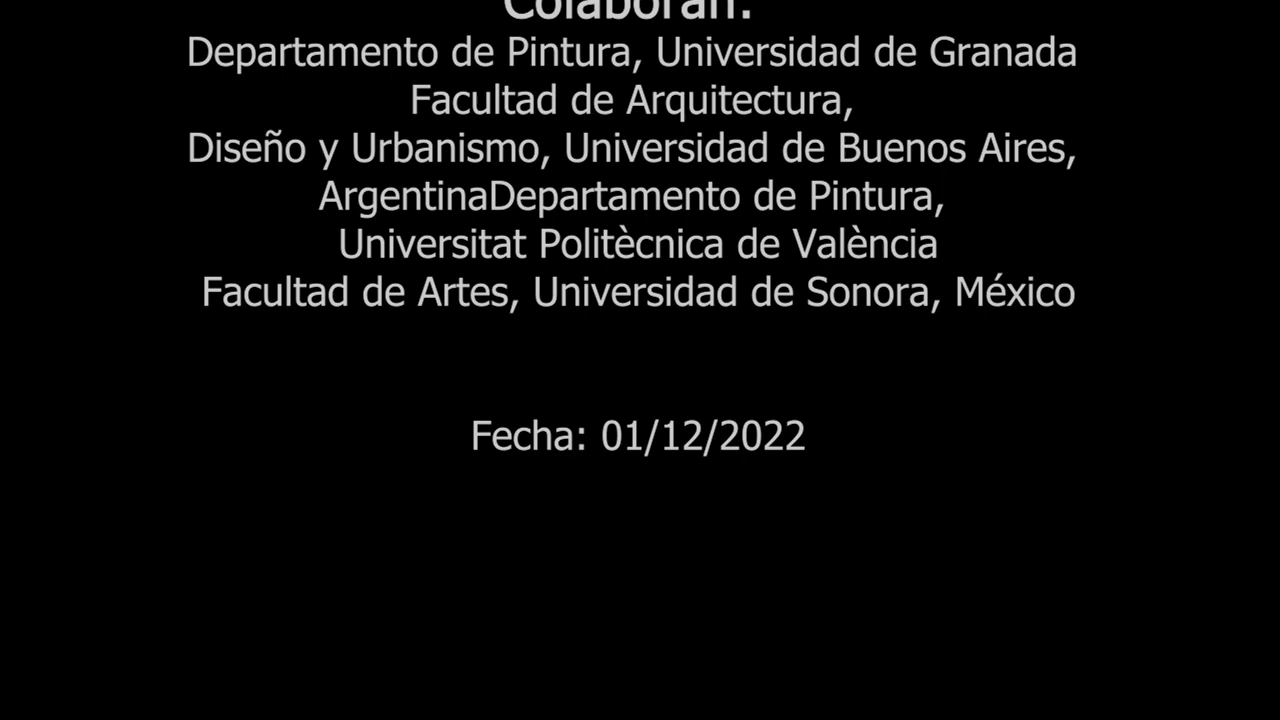 Colaboran:
Departamento de Pintura, Universidad de Granada
Facultad de Arquitectura,
Diseño y Urbanismo, Universidad de Buenos Aires,
ArgentinaDepartamento de Pintura,
Universitat Politècnica de València
Facultad de Artes, Universidad de Sonora, México
Fecha: 01/12/2022